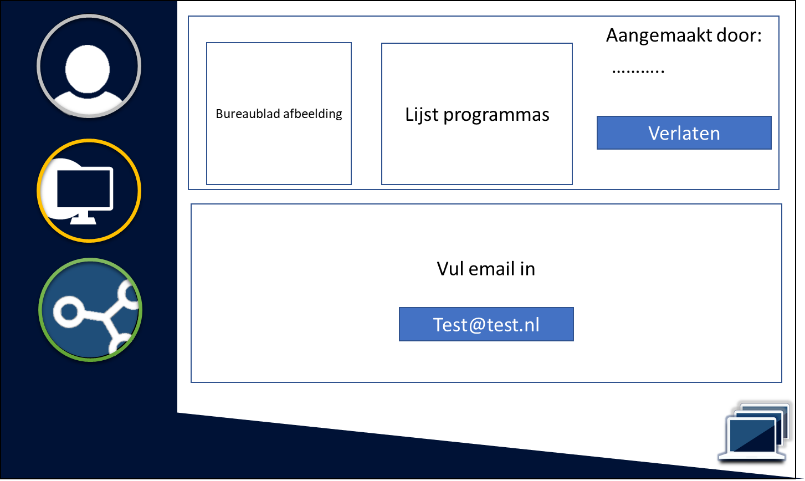 Aangemaakt door:
………..
Bureaublad afbeelding
Lijst programmas
Verlaten
Vul email in
Test@test.nl